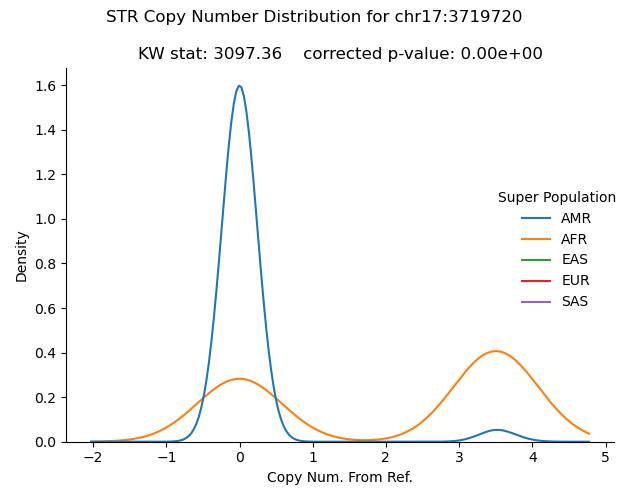 STR Copy Number Distribution for chr17:3719720
KW stat: 3097.36    corrected p-value: 0.00e+00
1.6
1.4
1.2
1.0
0.8
0.6
0.4
0.2
0.0
Density
Super Population
AMR
AFR
EAS
EUR
SAS
−2 −1 0 1 2 3 4 5
Copy Num. From Ref.